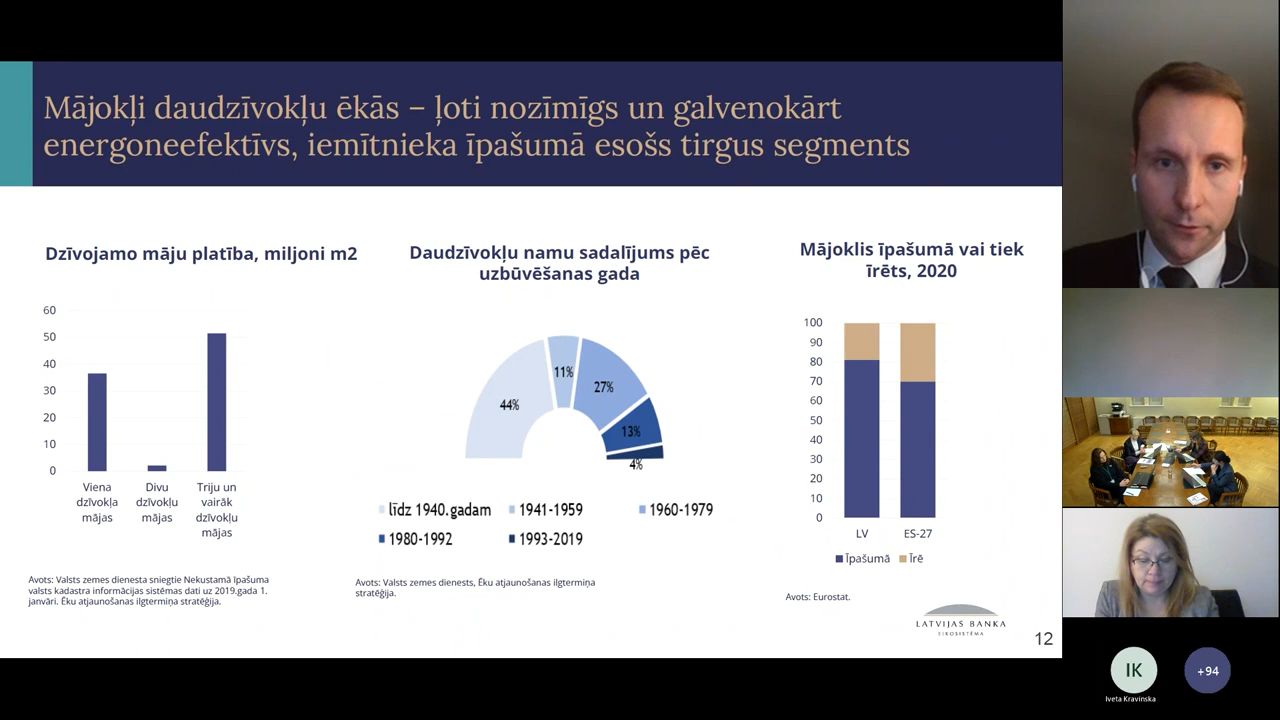 Mājokļi daudzīvokļu ēkās – ļoti nozīmīgs un galvenokārt
energoneefektīvs, iemītnieka īpašumā esošs tirgus segments
Dzīvojamo māju platība, miljoni m2
60
50
40
30
20
10
0
Viena
dzīvokļa
mājas
Divu
dzīvokļu
mājas
Triju un
vairāk
dzīvokļu
mājas
Avots: Valsts zemes dienesta sniegtie Nekustamā īpašuma
valsts kadastra informācijas sistēmas dati uz 2019.gada 1.
janvāri. Ēku atjaunošanas ilgtermiņa stratēģija.
Daudzīvokļu namu sadalījums pēc
uzbūvēšanas gada
44%
11%
27%
13%
4%
līdz 1940.gadam
1941-1959
1960-1979
1980-1992
1993-2019
Avots: Valsts zemes dienests, Ēku atjaunošanas ilgtermiņa
stratēģija.
Mājoklis īpašumā vai tiek
īrēts, 2020
100
90
80
70
60
50
40
30
20
10
0
LV
ES-27
Īpašumā
Īrē
Avots: Eurostat.
LATVIJAS BANKA
EIROSISTĒMA
12
IK
Iveta Kravinska
+94